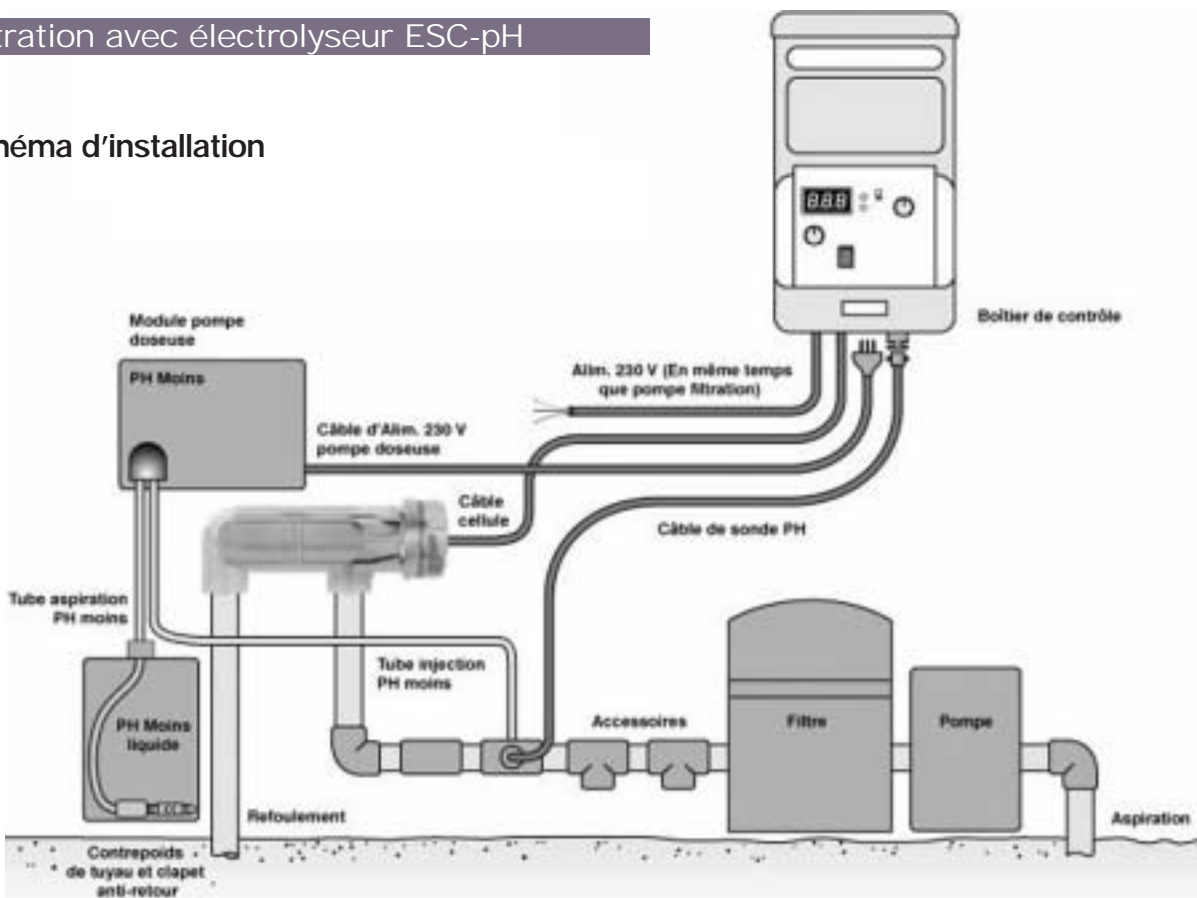 tration avec électrolyseur ESC-pH
héma d'installation
8.8.8
Boîtier de contrôle
Module pompe
doseuse
PH Moins
Alim. 230 V (En même temps
que pompe filtration)
Câble d'Alim. 230 V
pompe doseuse
Câble
cellule
Câble de sonde PH
Tube aspiration
PH moins
Tube injection
PH moins
PH Moins
liquide
Accessoires
Filtre
Pompe
Refoulement
Aspiration
Contrepoids
de tuyau et clapet
anti-retour